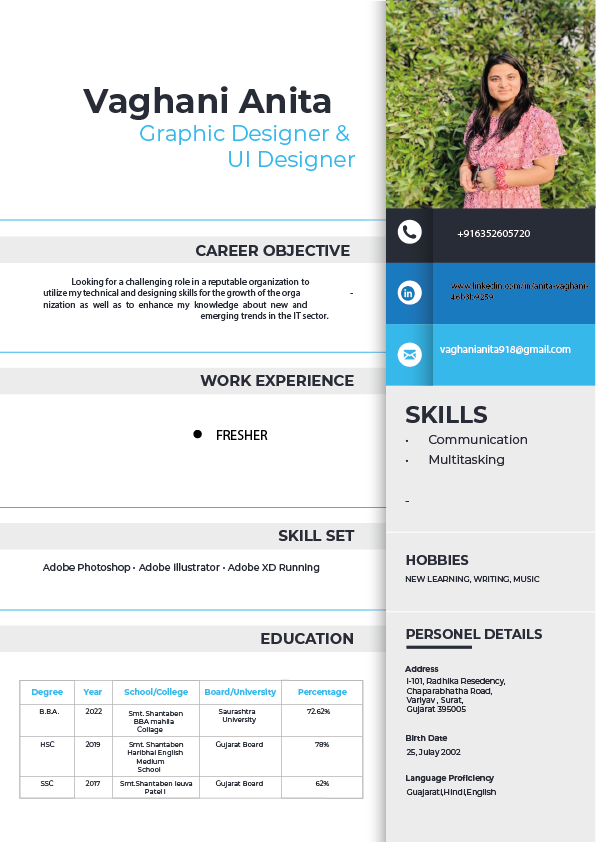 Vaghani Anita
Graphic Designer &
UI Designer
CAREER OBJECTIVE
Looking for a challenging role in a reputable organization to
utilize my technical and designing skills for the growth of the orga -
nization as well as to enhance my knowledge about new and
emerging trends in the IT sector.
WORK EXPERIENCE
• FRESHER
SKILL SET
Adobe Photoshop • Adobe illustrator • Adobe XD Running
EDUCATION
Degree Year School/College Board/University Percentage
B.B.A. 2022 Smt. Shantaben Saurashtra 72.62%
BBA mahila University
Collage
HSC 2019 Smt. Shantaben Gujarat Board 78%
Haribhai English
Medium
School
SSC 2017 Smt.Shantaben leuva Gujarat Board 62%
Patel i
+916352605720
www.linkedin.com/in/anita-vaghani-
46b3b9259
vaghanianita918@gmail.com
SKILLS
• Communication
• Multitasking
-
HOBBIES
NEW LEARNING, WRITING, MUSIC
PERSONEL DETAILS
Address
I-101, Radhika Resedency,
Chaparabhatha Road,
Variyav , Surat,
Gujarat 395005
Birth Date
25, Julay 2002
Language Proficiency
Guajarati,Hindi,English